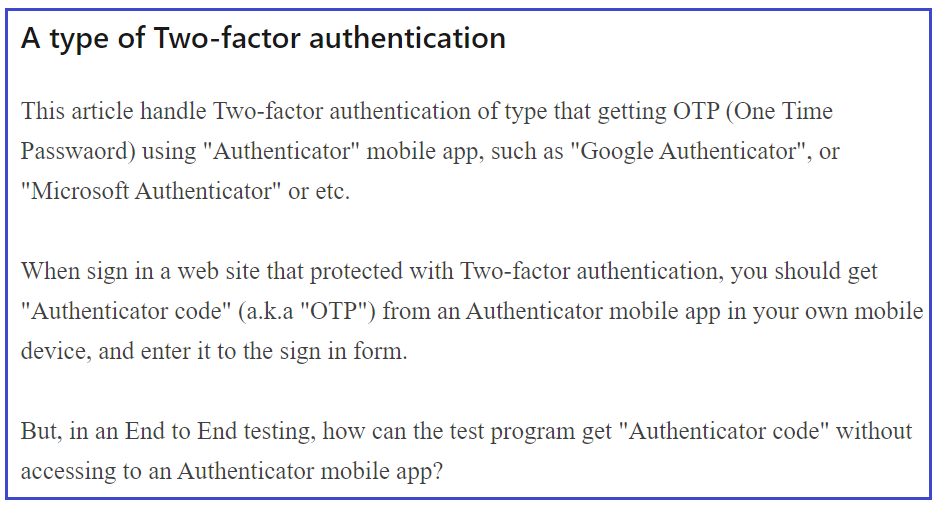 A type of Two-factor authentication
This article handle Two-factor authentication of type that getting OTP (One Time
Passwaord) using "Authenticator" mobile app, such as "Google Authenticator", or
"Microsoft Authenticator" or etc.
When sign in a web site that protected with Two-factor authentication, you should get
"Authenticator code" (a.k.a "OTP") from an Authenticator mobile app in your own mobile
device, and enter it to the sign in form.
But, in an End to End testing, how can the test program get "Authenticator code" without
accessing to an Authenticator mobile app?